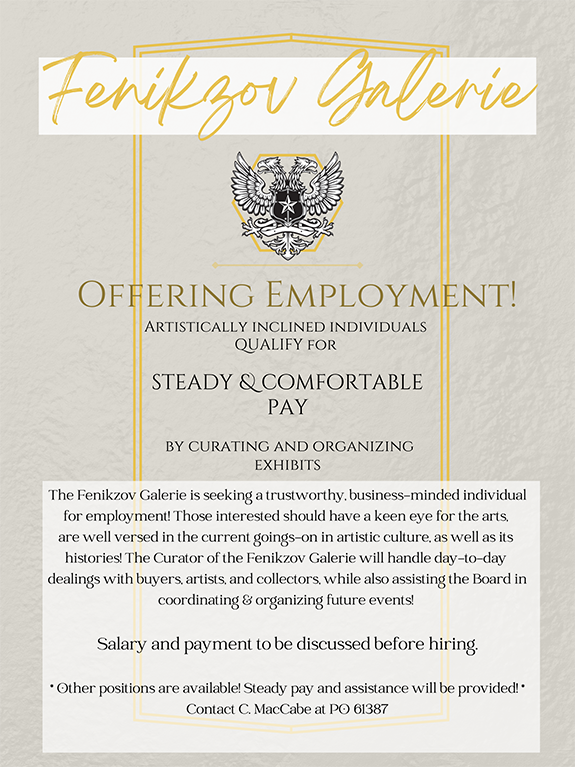 Fenikzov Galerie
OFFERING EMPLOYMENT!
ARTISTICALLY INCLINED INDIVIDUALS
QUALIFY FOR
STEADY & COMFORTABLE
PAY
BY CURATING AND ORGANIZING
EXHIBITS
The Fenikzov Galerie is seeking a trustworthy, business-minded individual
for employment! Those interested should have a keen eye for the arts,
are well versed in the current goings-on in artistic culture, as well as its
histories! The Curator of the Fenikzov Galerie will handle day-to-day
dealings with buyers, artists, and collectors, while also assisting the Board in
coordinating & organizing future events!
Salary and payment to be discussed before hiring.
*Other positions are available! Steady pay and assistance will be provided!*
Contact C. MacCabe at PO 61387